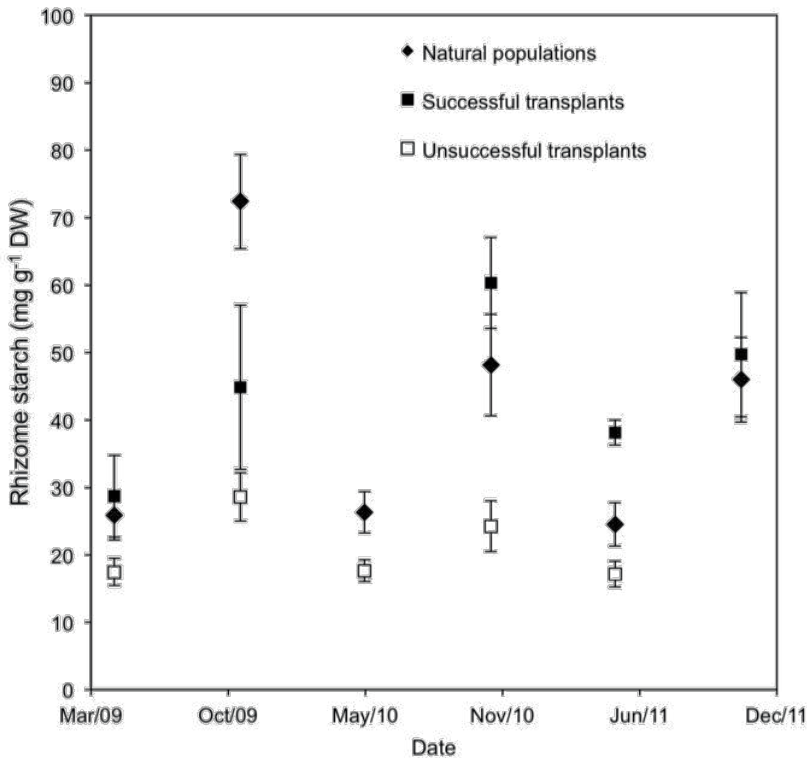 100
90
80
70
60
50
40
30
20
10
0
Rhizome starch (mg g⁻¹ DW)
Natural populations
Successful transplants
Unsuccessful transplants
Mar/09 Oct/09 May/10 Nov/10 Jun/11 Dec/11
Date